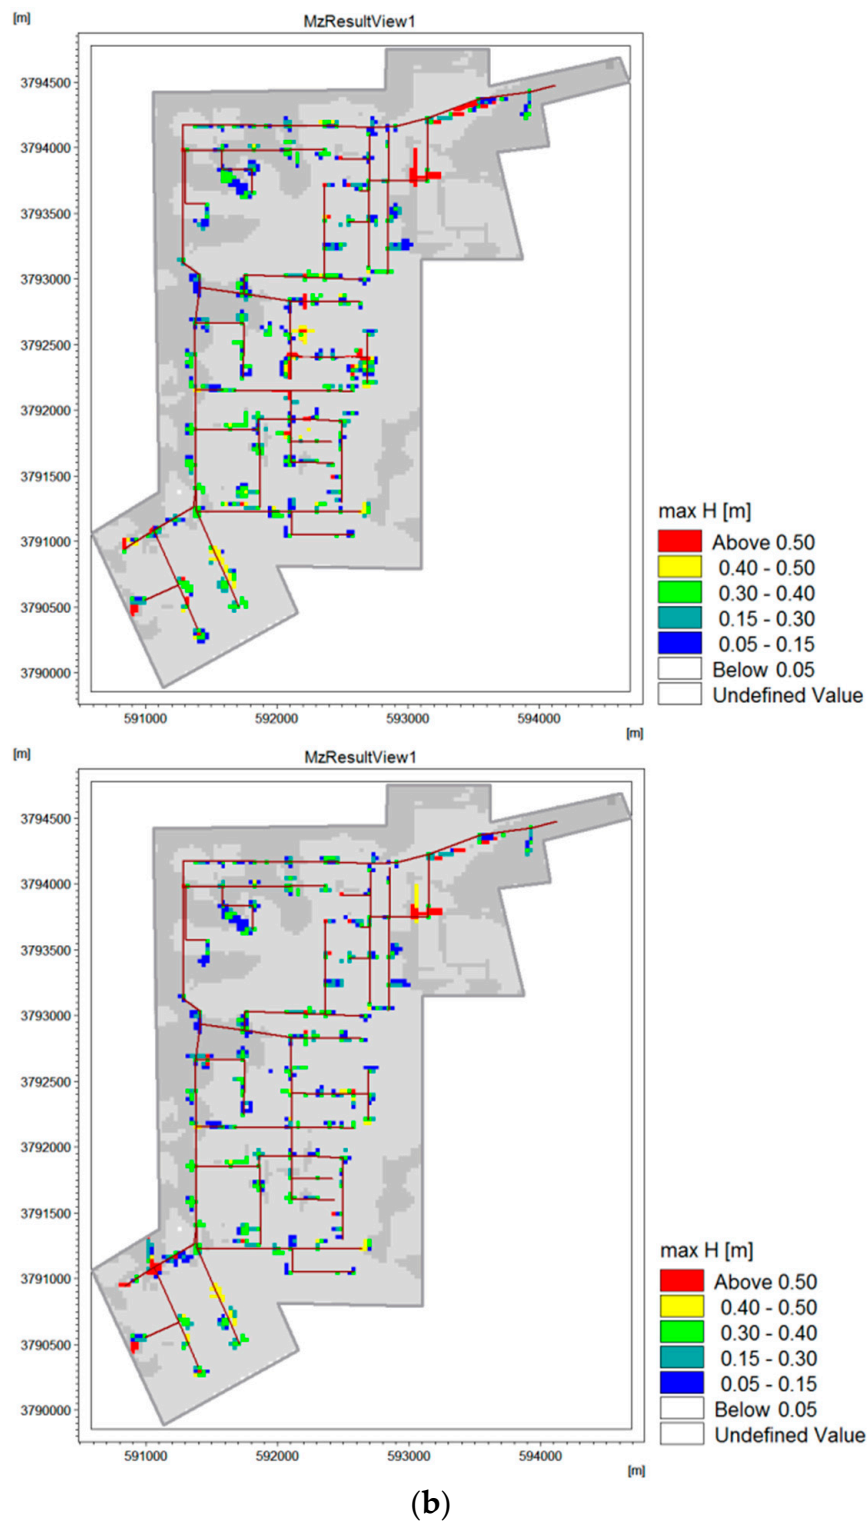 [m]
MzResultView1
3794500
3794000
3793500
3793000
3792500
3792000
3791500
3791000
3790500
3790000
591000 592000 593000 594000
[m]
max H [m]
Above 0.50
0.40 - 0.50
0.30 - 0.40
0.15 - 0.30
0.05 - 0.15
Below 0.05
Undefined Value
[m]
MzResultView1
3794500
3794000
3793500
3793000
3792500
3792000
3791500
3791000
3790500
3790000
591000 592000 593000 594000
[m]
max H [m]
Above 0.50
0.40 - 0.50
0.30 - 0.40
0.15 - 0.30
0.05 - 0.15
Below 0.05
Undefined Value
(b)